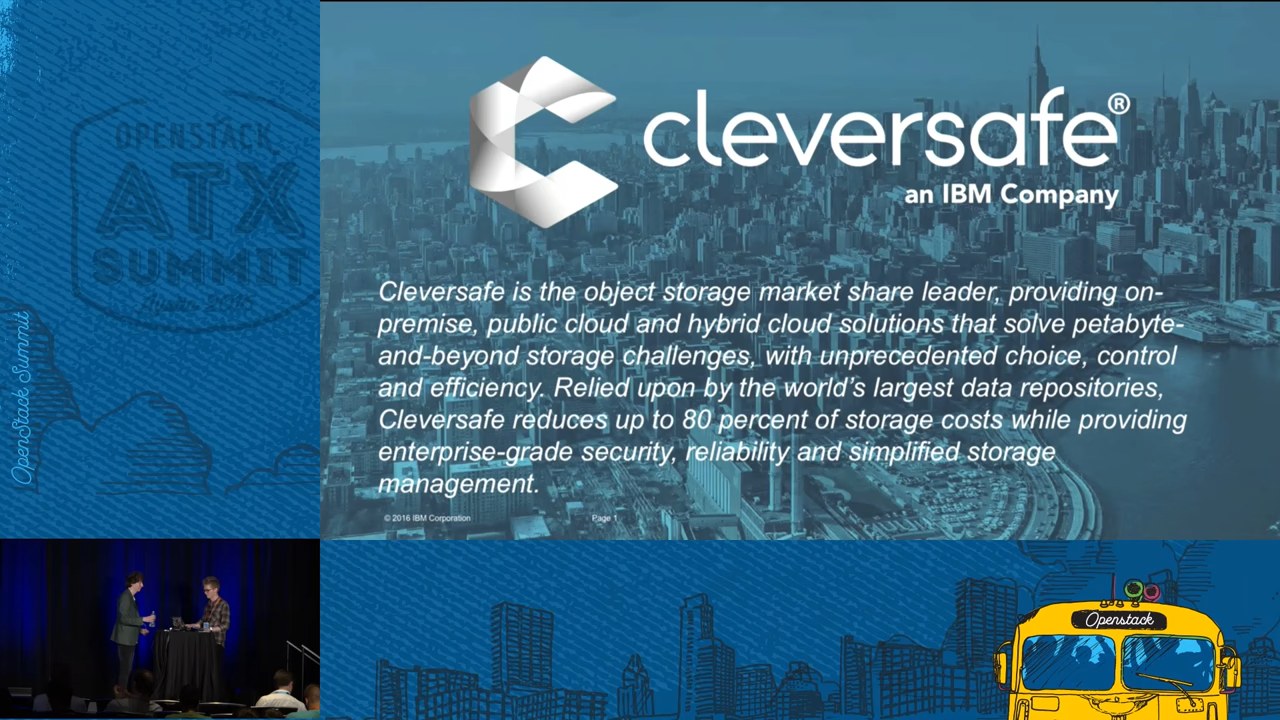 OPENSTACK
ATX
SUMMIT
Austin 2016
OpenStack Summit
cleversafe®
an IBM Company
Cleversafe is the object storage market share leader, providing on-
premise, public cloud and hybrid cloud solutions that solve petabyte-
and-beyond storage challenges, with unprecedented choice, control
and efficiency. Relied upon by the world's largest data repositories,
Cleversafe reduces up to 80 percent of storage costs while providing
enterprise-grade security, reliability and simplified storage
management.
© 2016 IBM Corporation Page 1
Openstack